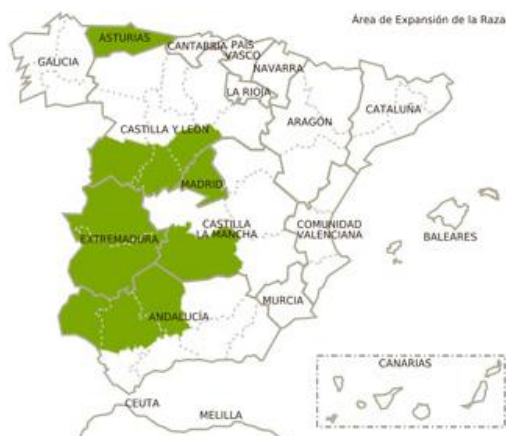 Área de Expansión de la Raza
ASTURIAS
CANTABRIA
PAÍS
VASCO
GALICIA
NAVARRA
LA RIOJA
CATALUÑA
ARAGÓN
CASTILLA Y LEÓN
MADRID
CASTILLA
LA MANCHA
COMUNIDAD
VALENCIANA
BALEARES
EXTREMADURA
MURCIA
ANDALUCÍA
CANARIAS
CEUTA
MELILLA